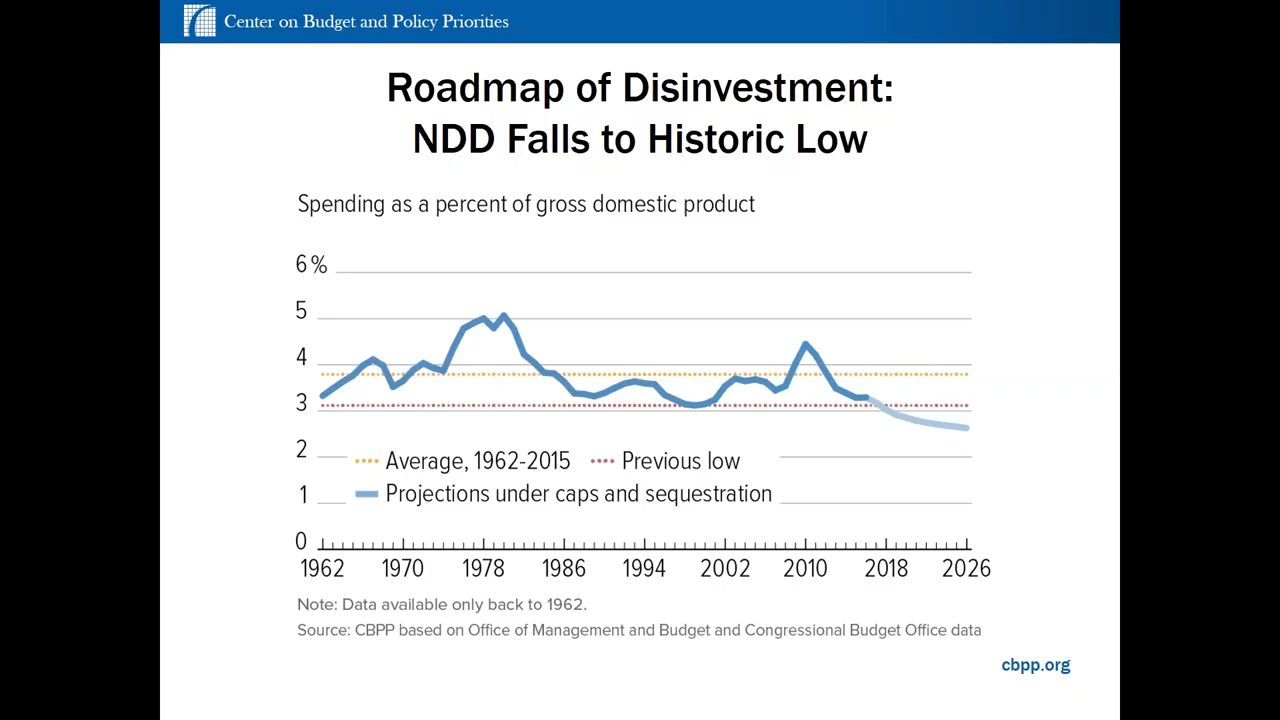 Center on Budget and Policy Priorities
Roadmap of Disinvestment:
NDD Falls to Historic Low
Spending as a percent of gross domestic product
6%
5
4
3
2
1
0
Average, 1962-2015 Previous low
Projections under caps and sequestration
1962 1970 1978 1986 1994 2002 2010 2018 2026
Note: Data available only back to 1962.
Source: CBPP based on Office of Management and Budget and Congressional Budget Office data
cbpp.org